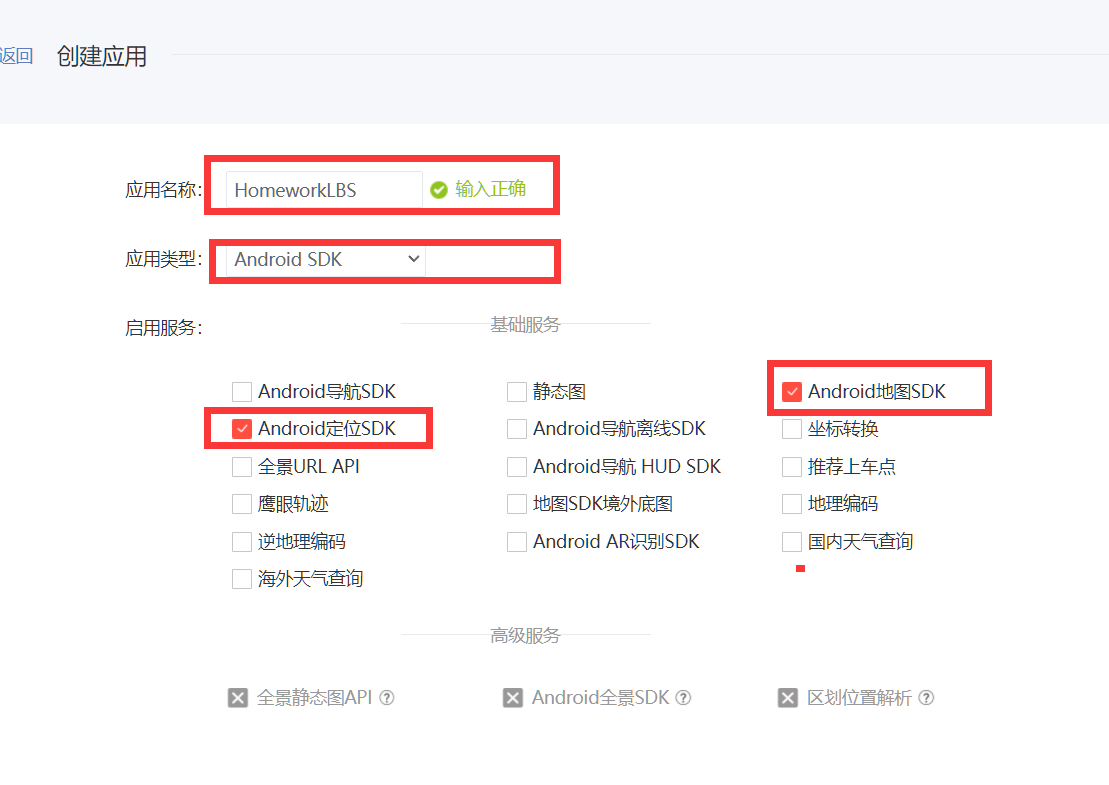 返回 创建应用
应用名称: HomeworkLBS 输入正确
应用类型: Android SDK
启用服务: 基础服务
Android导航SDK 静态图 Android地图SDK
Android定位SDK Android导航离线SDK 坐标转换
全景URL API Android导航 HUD SDK 推荐上车点
鹰眼轨迹 地图SDK境外底图 地理编码
逆地理编码 Android AR识别SDK 国内天气查询
海外天气查询
高级服务
全景静态图API ? Android全景SDK ? 区划位置解析 ?